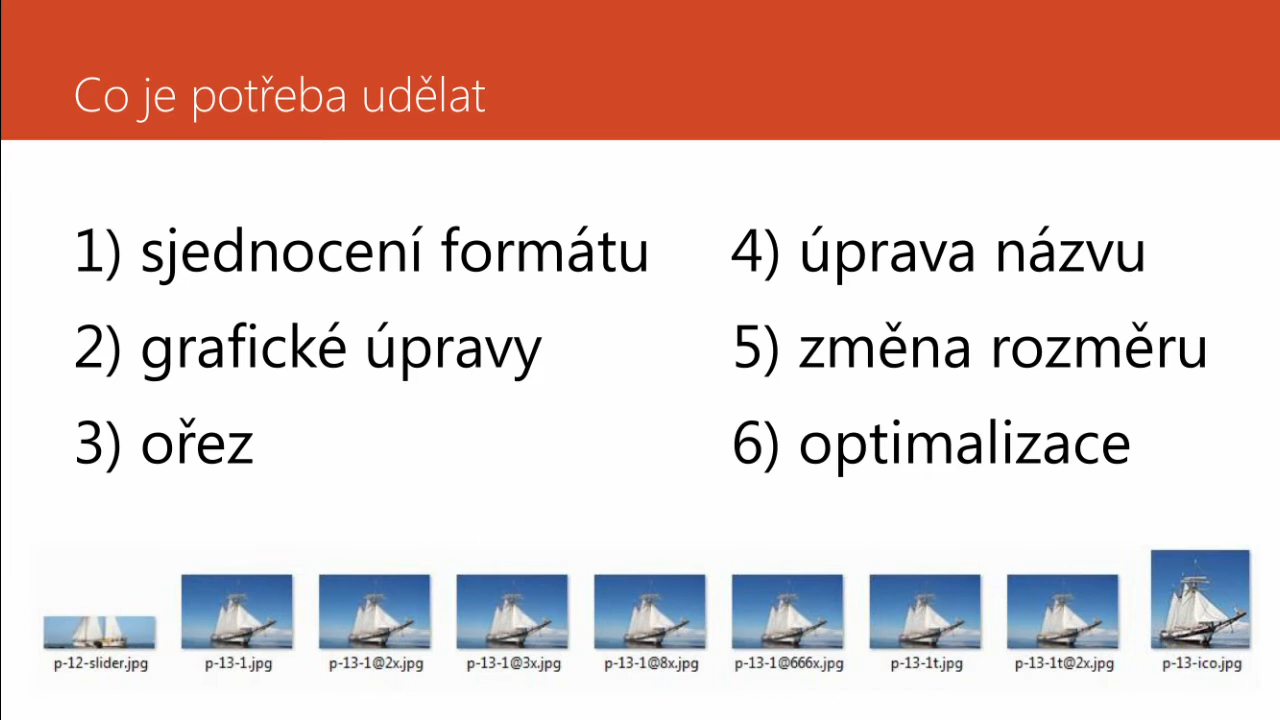 Co je potřeba udělat
1) sjednocení formátu
2) grafické úpravy
3) ořez
4) úprava názvu
5) změna rozměru
6) optimalizace
p-12-slider.jpg p-13-1.jpg p-13-1@2x.jpg p-13-1@3x.jpg p-13-1@8x.jpg p-13-1@666x.jpg p-13-1t.jpg p-13-1t@2x.jpg p-13-ico.jpg